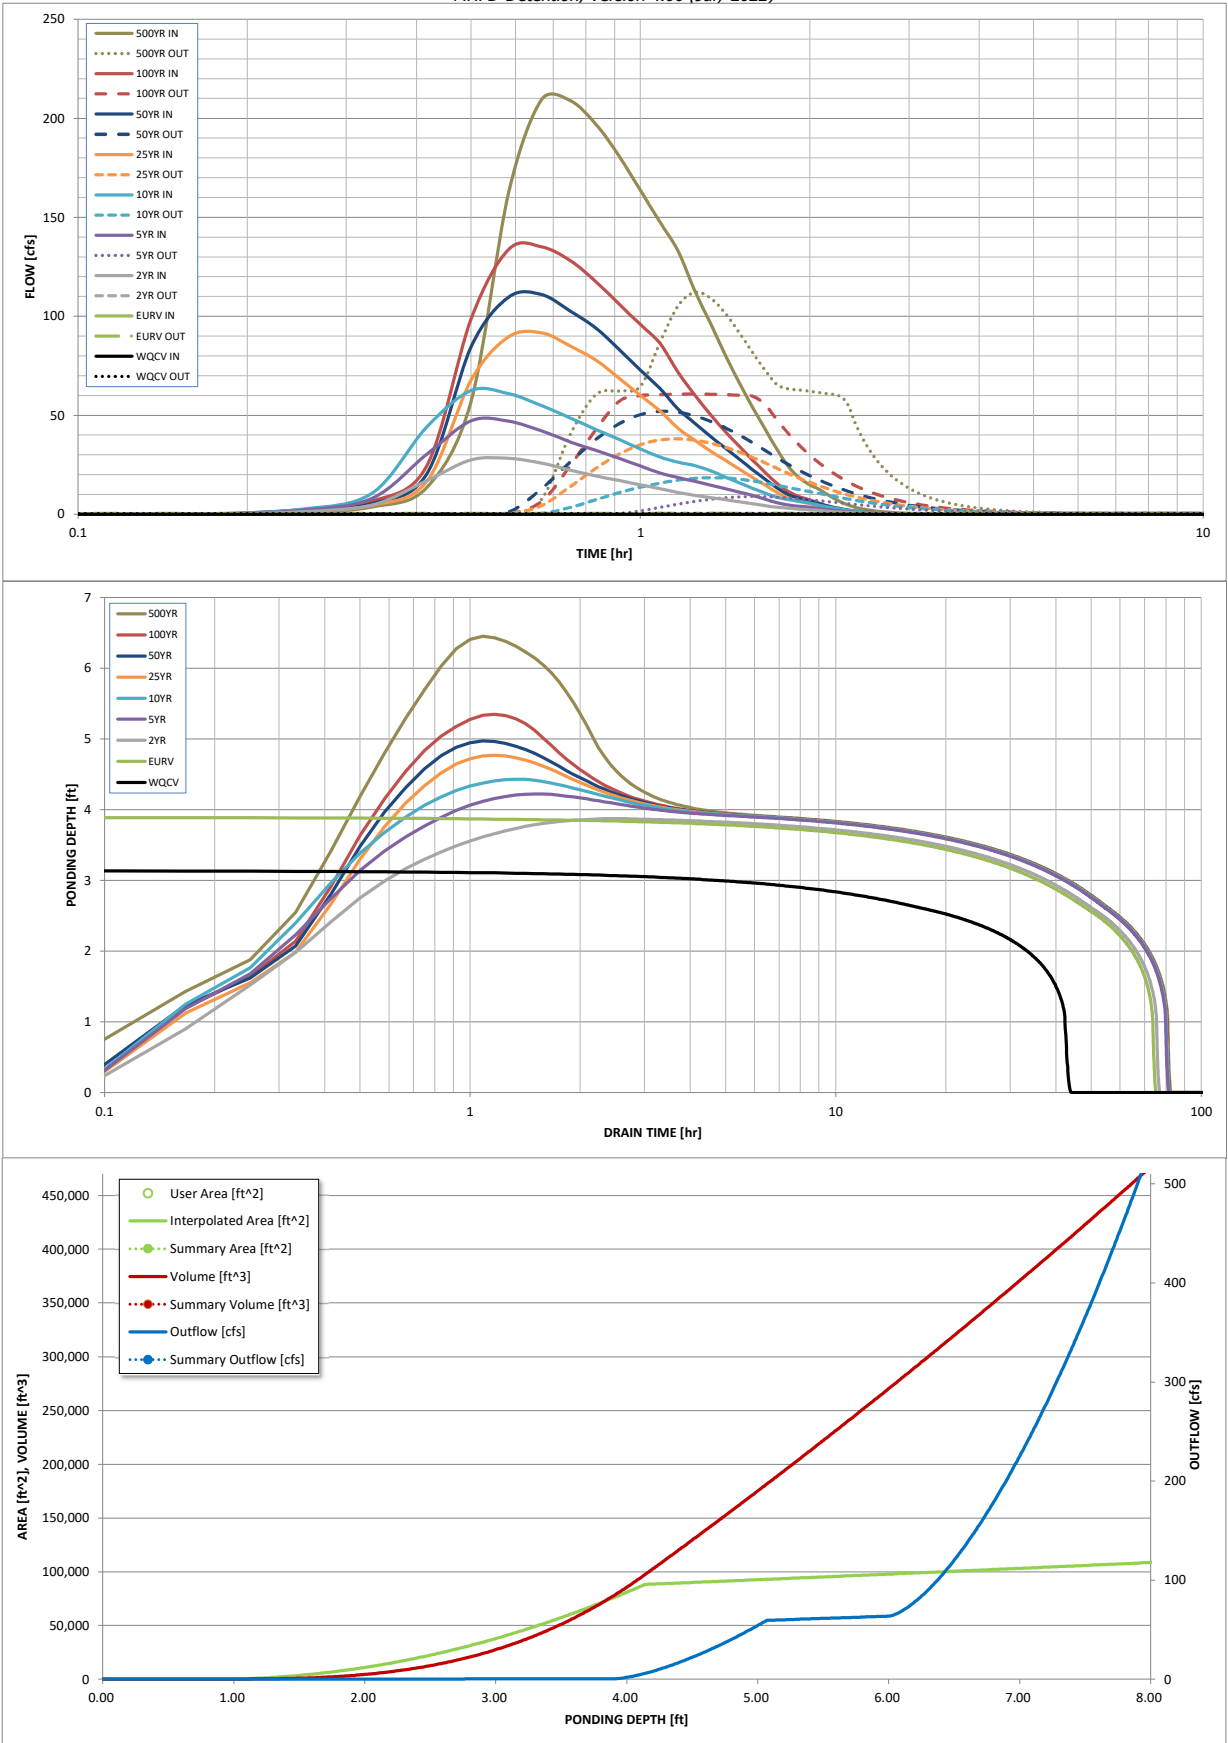 MHFD-Detention, Version 4.06 (July 2022)
250
200
150
100
50
0
FLOW [cfs]
500YR IN
500YR OUT
100YR IN
100YR OUT
50YR IN
50YR OUT
25YR IN
25YR OUT
10YR IN
10YR OUT
5YR IN
5YR OUT
2YR IN
2YR OUT
EURV IN
EURV OUT
WQCV IN
WQCV OUT
0.1 1 10
TIME [hr]
7
6
5
4
3
2
1
0
PONDING DEPTH [ft]
500YR
100YR
50YR
25YR
10YR
5YR
2YR
EURV
WQCV
0.1 1 10 100
DRAIN TIME [hr]
450,000
400,000
350,000
300,000
250,000
200,000
150,000
100,000
50,000
0
AREA [ft^2], VOLUME [ft^3]
User Area [ft^2]
Interpolated Area [ft^2]
Summary Area [ft^2]
Volume [ft^3]
Summary Volume [ft^3]
Outflow [cfs]
Summary Outflow [cfs]
500
400
300
200
100
0
OUTFLOW [cfs]
0.00 1.00 2.00 3.00 4.00 5.00 6.00 7.00 8.00
PONDING DEPTH [ft]